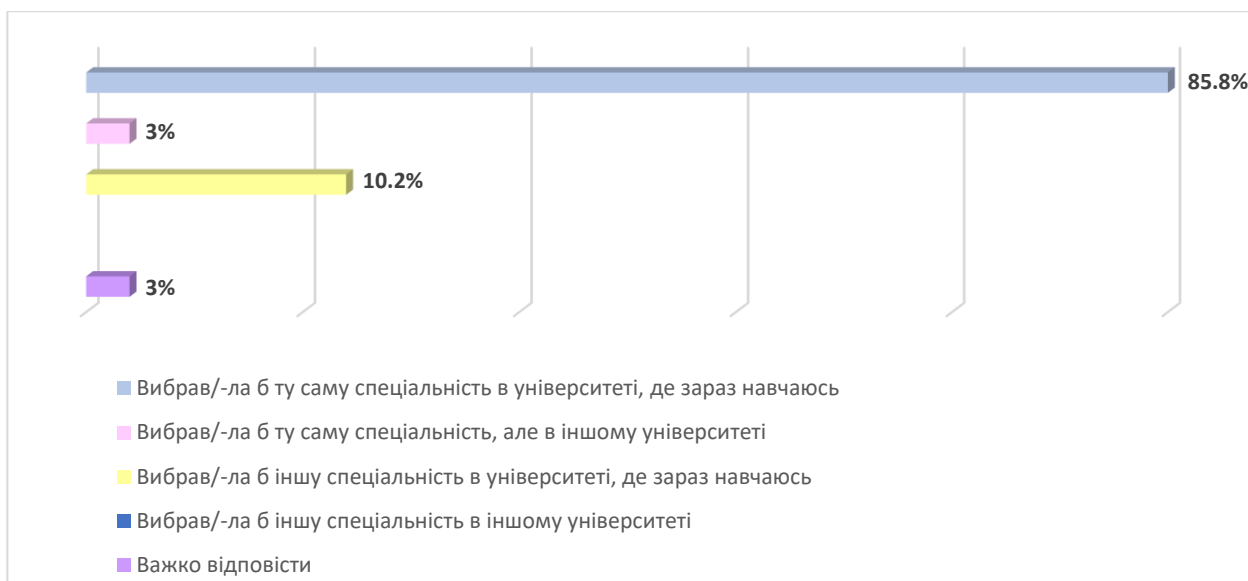 85.8%
3%
10.2%
3%
Вибрав/-ла б ту саму спеціальність в університеті, де зараз навчаюсь
Вибрав/-ла б ту саму спеціальність, але в іншому університеті
Вибрав/-ла б іншу спеціальність в університеті, де зараз навчаюсь
Вибрав/-ла б іншу спеціальність в іншому університеті
Важко відповісти